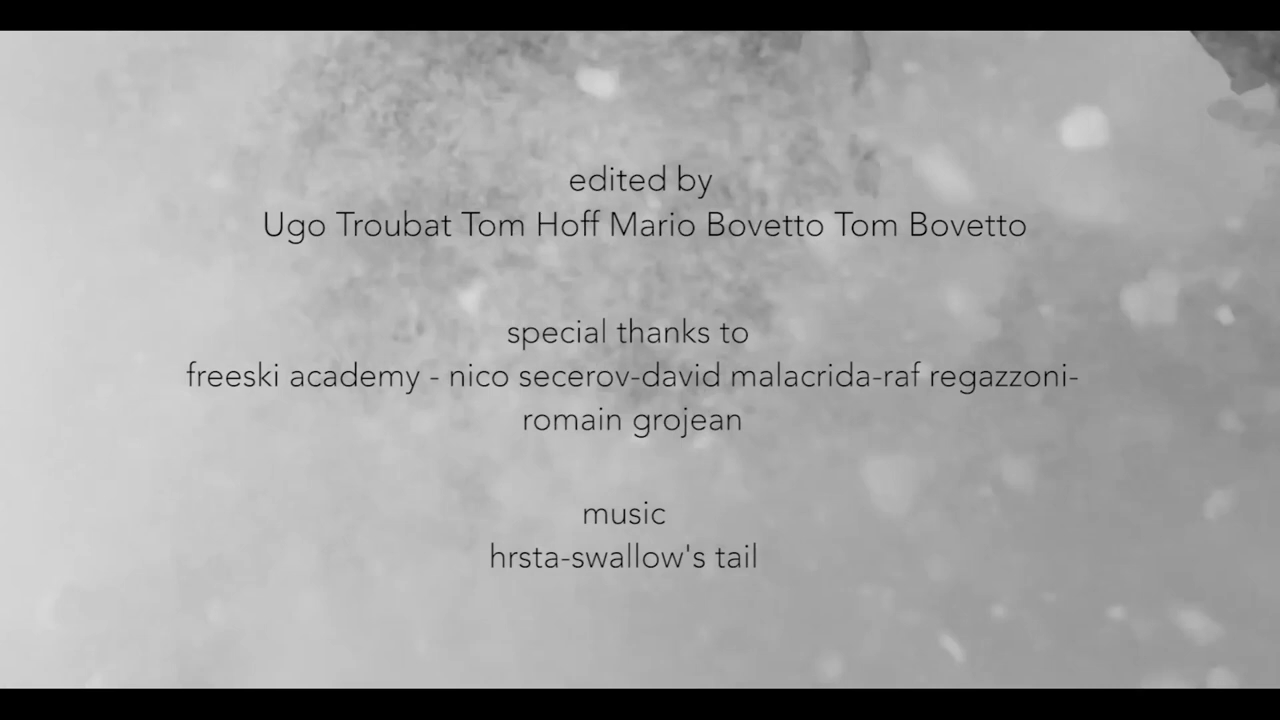 edited by
Ugo Troubat Tom Hoff Mario Bovetto Tom Bovetto
special thanks to
freeski academy - nico secerov-david malacrida-raf regazzoni-
romain grojean
music
hrsta-swallow's tail